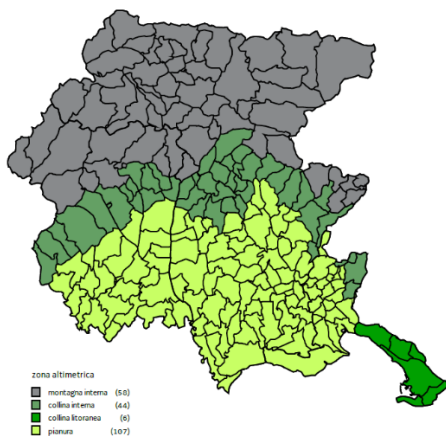 zona altimetrica
montagna interna (58)
collina interna (44)
collina litoranea (6)
pianura (107)